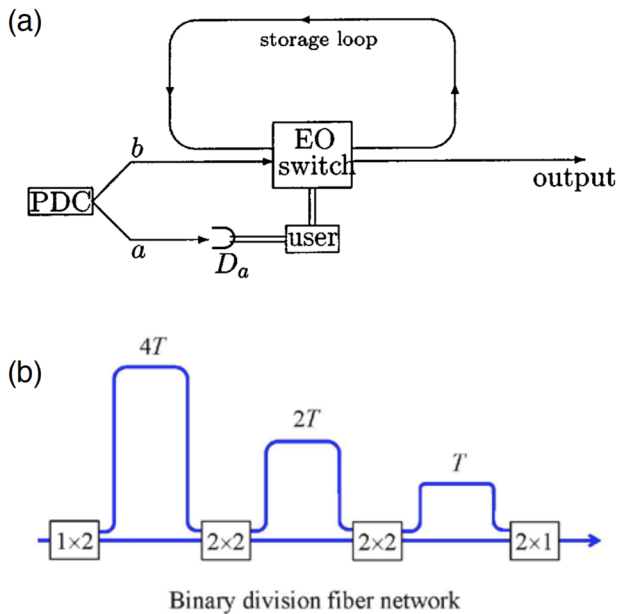 (a)
storage loop
EO
switch
b
PDC
output
user
a
D_a
(b)
4T
2T
T
1×2
2×2
2×2
2×1
Binary division fiber network